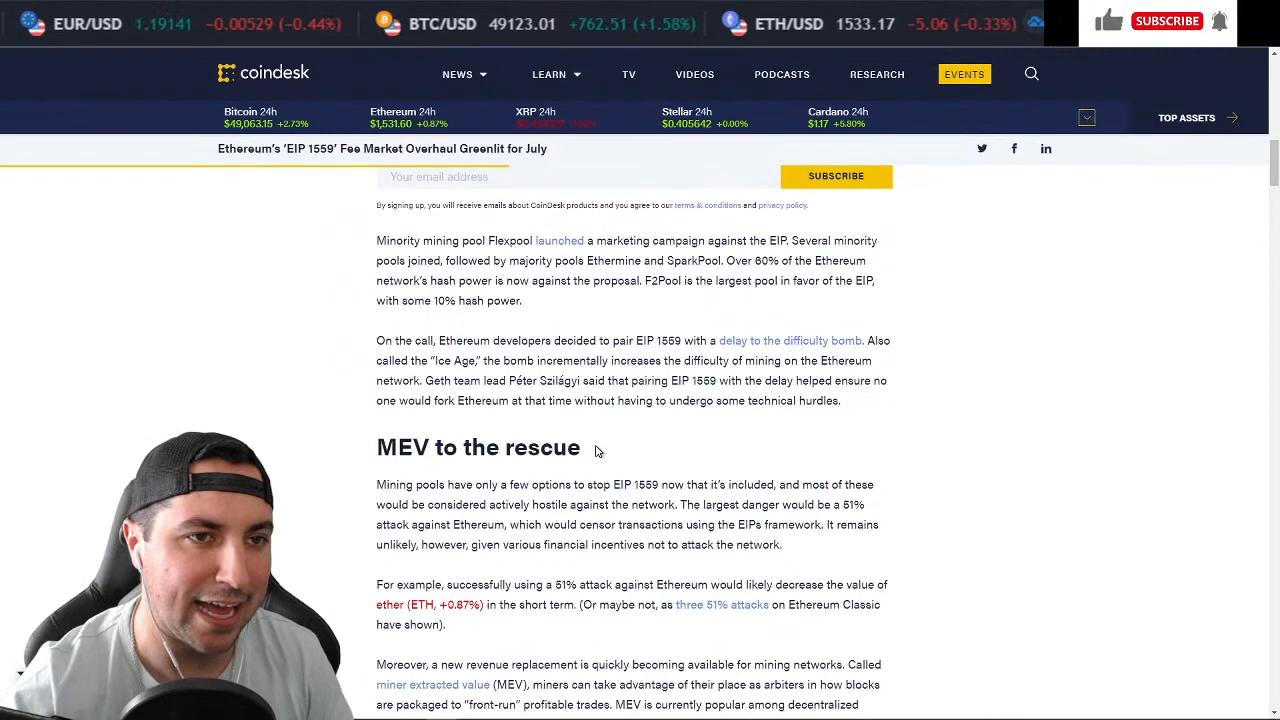 EUR/USD 1.19141 -0.00529 (-0.44%) BTC/USD 49123.01 +762.51 (+1.58%) ETH/USD 1533.17 -5.06 (-0.33%) SUBSCRIBE
coindesk NEWS LEARN TV VIDEOS PODCASTS RESEARCH EVENTS
Bitcoin 24h Ethereum 24h XRP 24h Stellar 24h Cardano 24h
$49,063.15 +2.73% $1,531.60 +0.87% $0.405642 +0.00% $1.17 +5.80% TOP ASSETS
Ethereum's 'EIP 1559' Fee Market Overhaul Greenlit for July
Your email address SUBSCRIBE
By signing up, you will receive emails about CoinDesk products and you agree to our terms & conditions and privacy policy.
Minority mining pool Flexpool launched a marketing campaign against the EIP. Several minority
pools joined, followed by majority pools Ethermine and SparkPool. Over 60% of the Ethereum
network's hash power is now against the proposal. F2Pool is the largest pool in favor of the EIP,
with some 10% hash power.
On the call, Ethereum developers decided to pair EIP 1559 with a delay to the difficulty bomb. Also
called the "Ice Age," the bomb incrementally increases the difficulty of mining on the Ethereum
network. Geth team lead Péter Szilágyi said that pairing EIP 1559 with the delay helped ensure no
one would fork Ethereum at that time without having to undergo some technical hurdles.
MEV to the rescue
Mining pools have only a few options to stop EIP 1559 now that it's included, and most of these
would be considered actively hostile against the network. The largest danger would be a 51%
attack against Ethereum, which would censor transactions using the EIPs framework. It remains
unlikely, however, given various financial incentives not to attack the network.
For example, successfully using a 51% attack against Ethereum would likely decrease the value of
ether (ETH, +0.87%) in the short term. (Or maybe not, as three 51% attacks on Ethereum Classic
have shown).
Moreover, a new revenue replacement is quickly becoming available for mining networks. Called
miner extracted value (MEV), miners can take advantage of their place as arbiters in how blocks
are packaged to "front-run" profitable trades. MEV is currently popular among decentralized